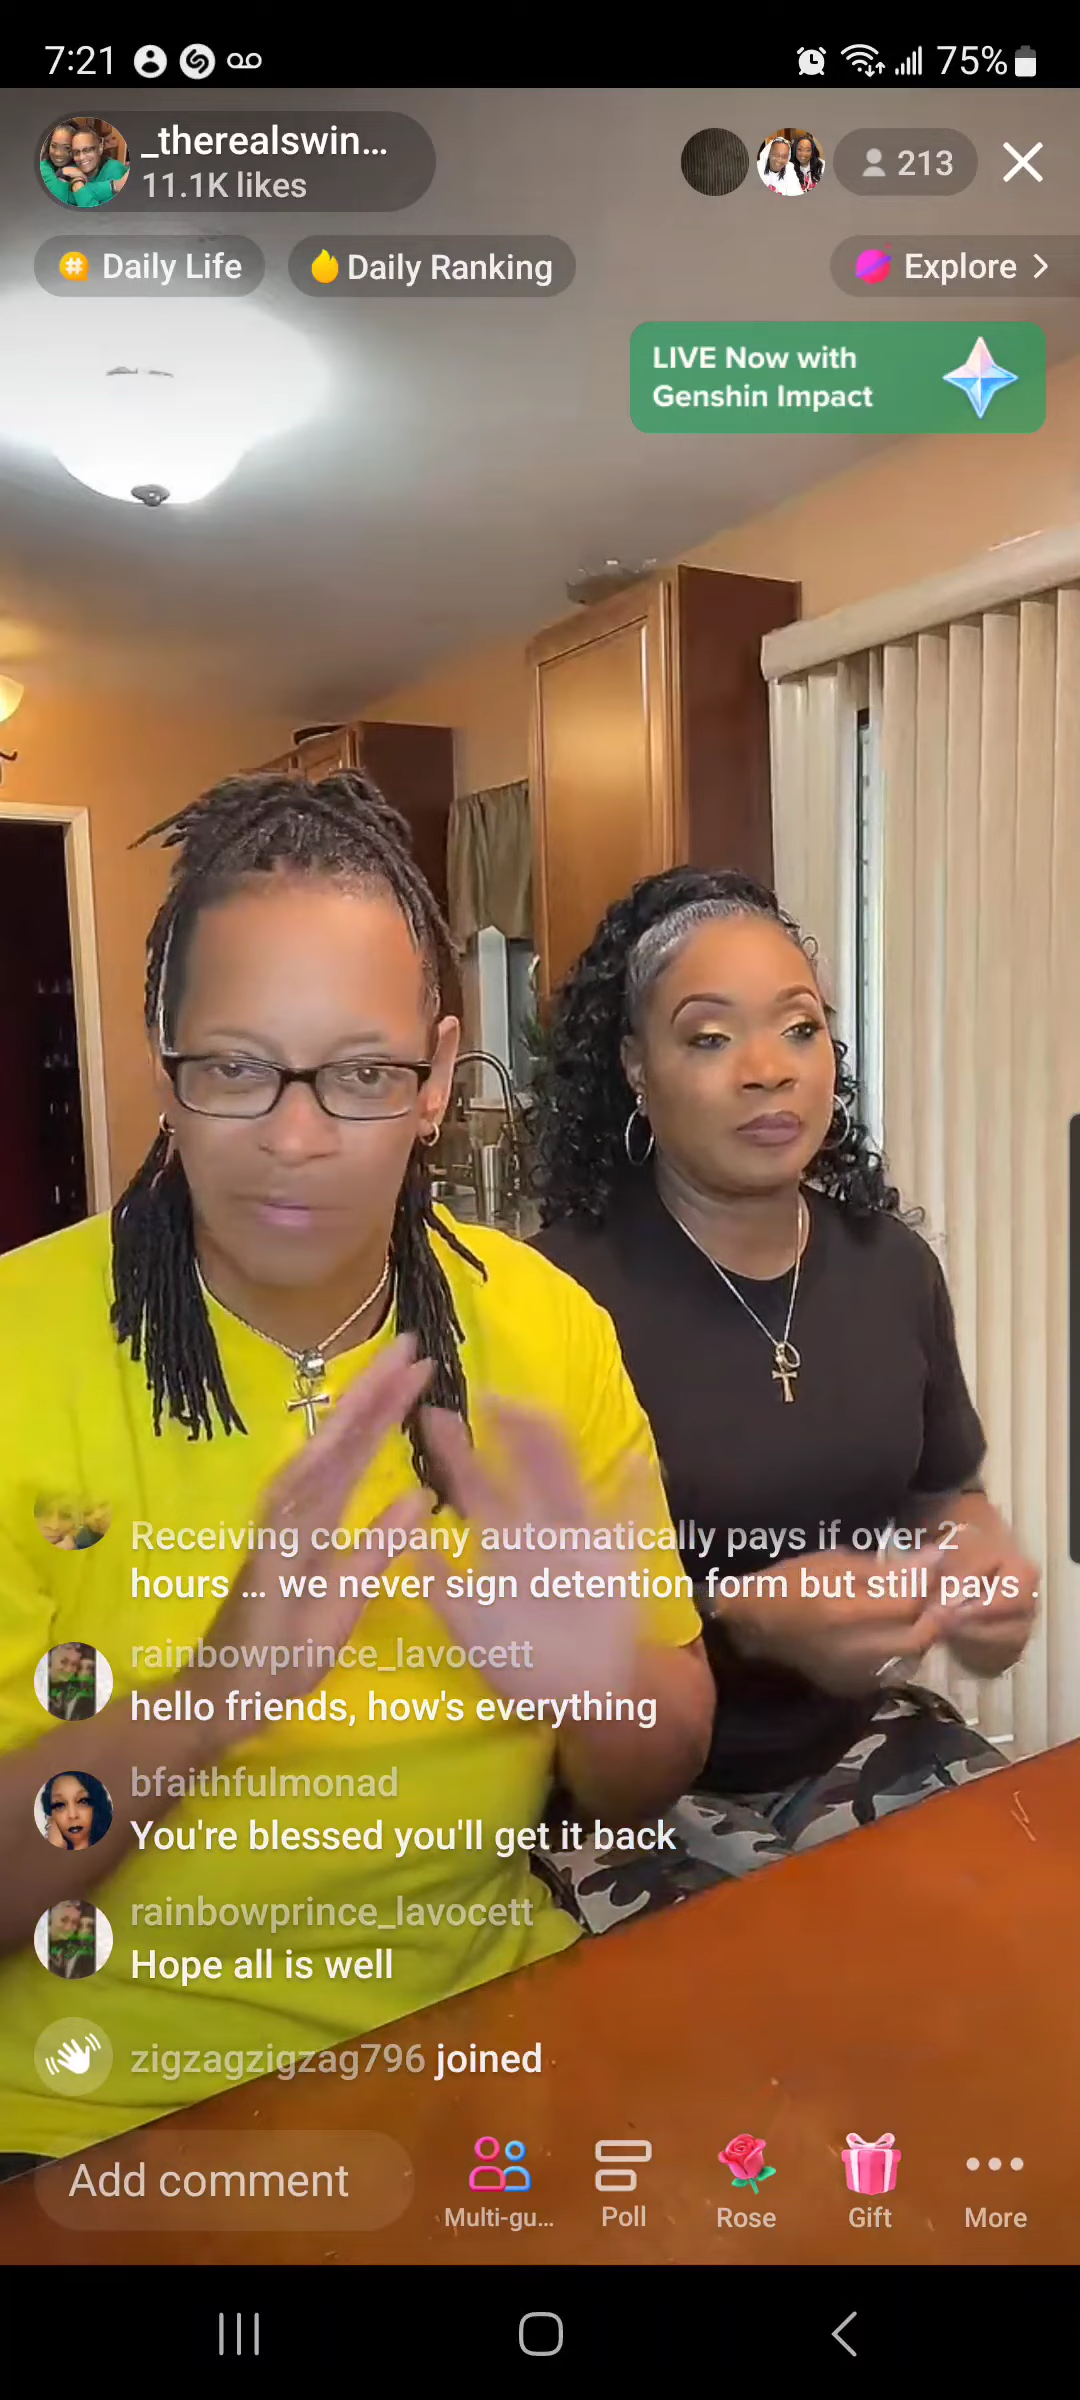 7:21
75%
_therealswin...
11.1K likes
213
Daily Life
Daily Ranking
Explore >
LIVE Now with
Genshin Impact
Receiving company automatically pays if over 2
hours ... we never sign detention form but still pays .
rainbowprince_lavocett
hello friends, how's everything
bfaithfulmonad
You're blessed you'll get it back
rainbowprince_lavocett
Hope all is well
zigzagzigzag796 joined
Add comment
Multi-gu...
Poll
Rose
Gift
More